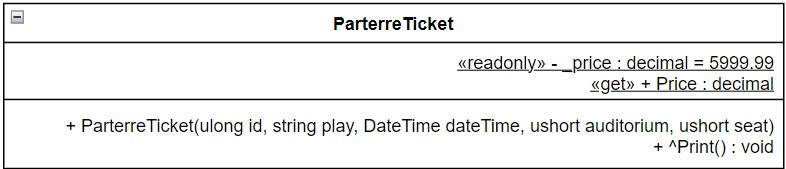 ParterreTicket
«readonly» - _price : decimal = 5999.99
«get» + Price : decimal
+ ParterreTicket(ulong id, string play, DateTime dateTime, ushort auditorium, ushort seat)
+ ^Print() : void